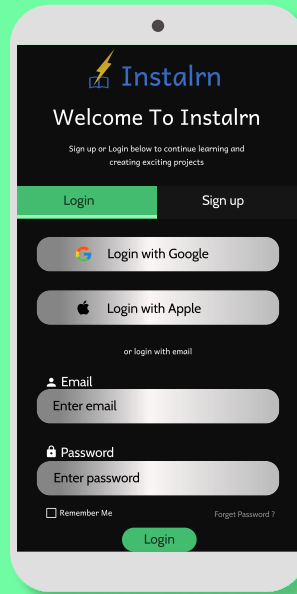 Instalrn
Welcome To Instalrn
Sign up or Login below to continue learning and
creating exciting projects
Login
Sign up
Login with Google
Login with Apple
or login with email
Email
Enter email
Password
Enter password
Remember Me
Forget Password ?
Login